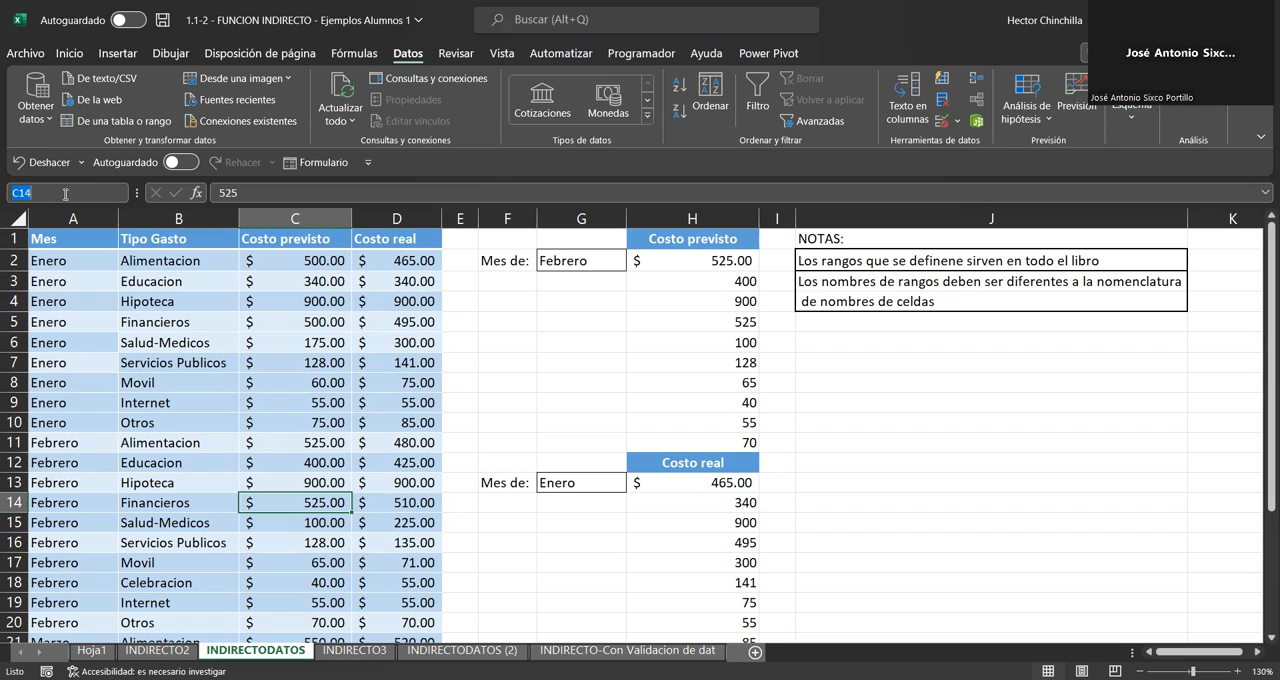 Autoguardado
1.1-2 - FUNCION INDIRECTO - Ejemplos Alumnos 1
Buscar (Alt+Q)
Hector Chinchilla
José Antonio Sixc...
José Antonio Sixco Portillo
Archivo Inicio Insertar Dibujar Disposición de página Fórmulas Datos Revisar Vista Automatizar Programador Ayuda Power Pivot
Obtener datos
De texto/CSV
De la web
De una tabla o rango
Desde una imagen
Fuentes recientes
Conexiones existentes
Obtener y transformar datos
Actualizar todo
Consultas y conexiones
Propiedades
Editar vínculos
Consultas y conexiones
Cotizaciones
Monedas
Tipos de datos
Ordenar
Filtro
Borrar
Volver a aplicar
Avanzadas
Ordenar y filtrar
Texto en columnas
Herramientas de datos
Análisis de hipótesis
Previsión
Previsión
Esquema
Análisis
Deshacer Autoguardado Rehacer Formulario
C14 fx 525
A B C D E F G H I J K
1 Mes Tipo Gasto Costo previsto Costo real Costo previsto NOTAS:
2 Enero Alimentacion $ 500.00 $ 465.00 Mes de: Febrero $ 525.00 Los rangos que se definene sirven en todo el libro
3 Enero Educacion $ 340.00 $ 425.00 400 Los nombres de rangos deben ser diferentes a la nomenclatura
4 Enero Hipoteca $ 900.00 $ 900.00 900 de nombres de celdas
5 Enero Financieros $ 500.00 $ 495.00 525
6 Enero Salud-Medicos $ 175.00 $ 300.00 100
7 Enero Servicios Publicos $ 128.00 $ 141.00 128
8 Enero Movil $ 60.00 $ 75.00 65
9 Enero Internet $ 55.00 $ 55.00 40
10 Enero Otros $ 75.00 $ 85.00 55
11 Febrero Alimentacion $ 525.00 $ 480.00 70
12 Febrero Educacion $ 400.00 $ 425.00 Costo real
13 Febrero Hipoteca $ 900.00 $ 900.00 Mes de: Enero $ 465.00
14 Febrero Financieros $ 525.00 $ 510.00 340
15 Febrero Salud-Medicos $ 100.00 $ 225.00 900
16 Febrero Servicios Publicos $ 128.00 $ 135.00 495
17 Febrero Movil $ 65.00 $ 71.00 300
18 Febrero Celebracion $ 40.00 $ 55.00 141
19 Febrero Internet $ 55.00 $ 55.00 75
20 Febrero Otros $ 70.00 $ 70.00 55
21 Marzo Alimentacion $ 550.00 $ 520.00 85
Hoja1 INDIRECTO2 INDIRECTODATOS INDIRECTO3 INDIRECTODATOS (2) INDIRECTO-Con Validacion de dat
Listo Accesibilidad: es necesario investigar 130%